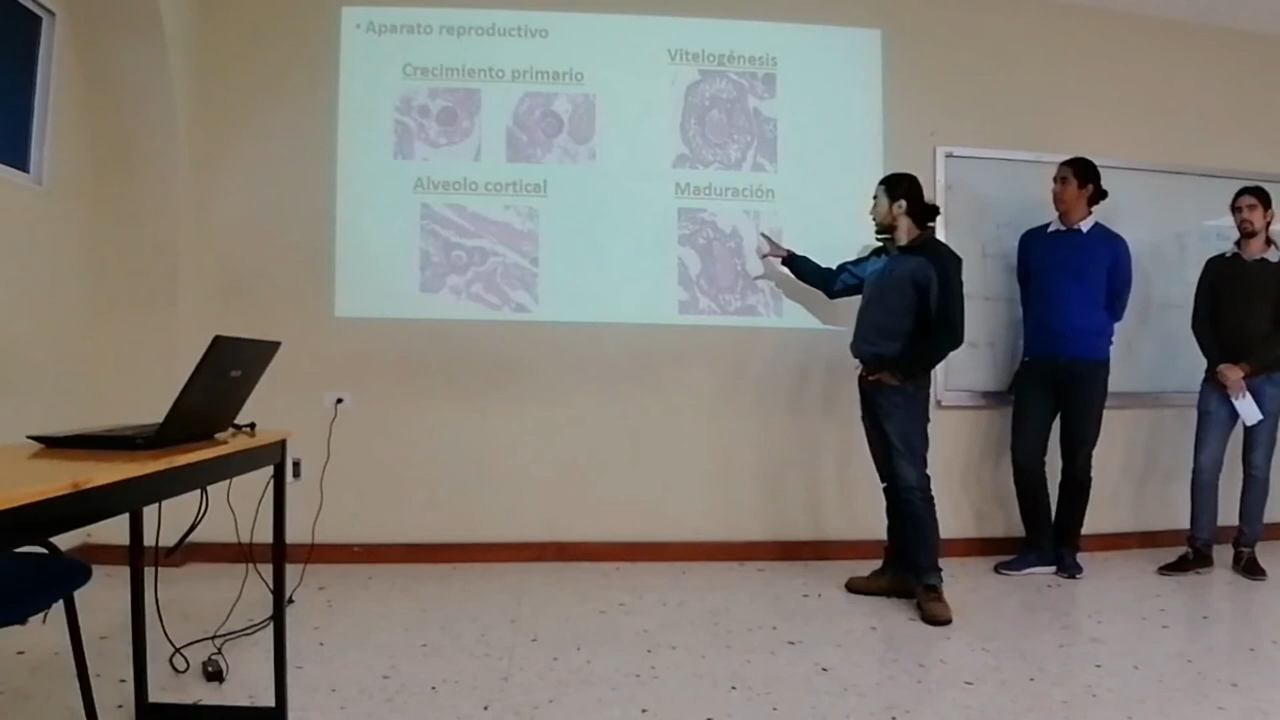 • Aparato reproductivo
Crecimiento primario
Vitelogénesis
Alveolo cortical
Maduración